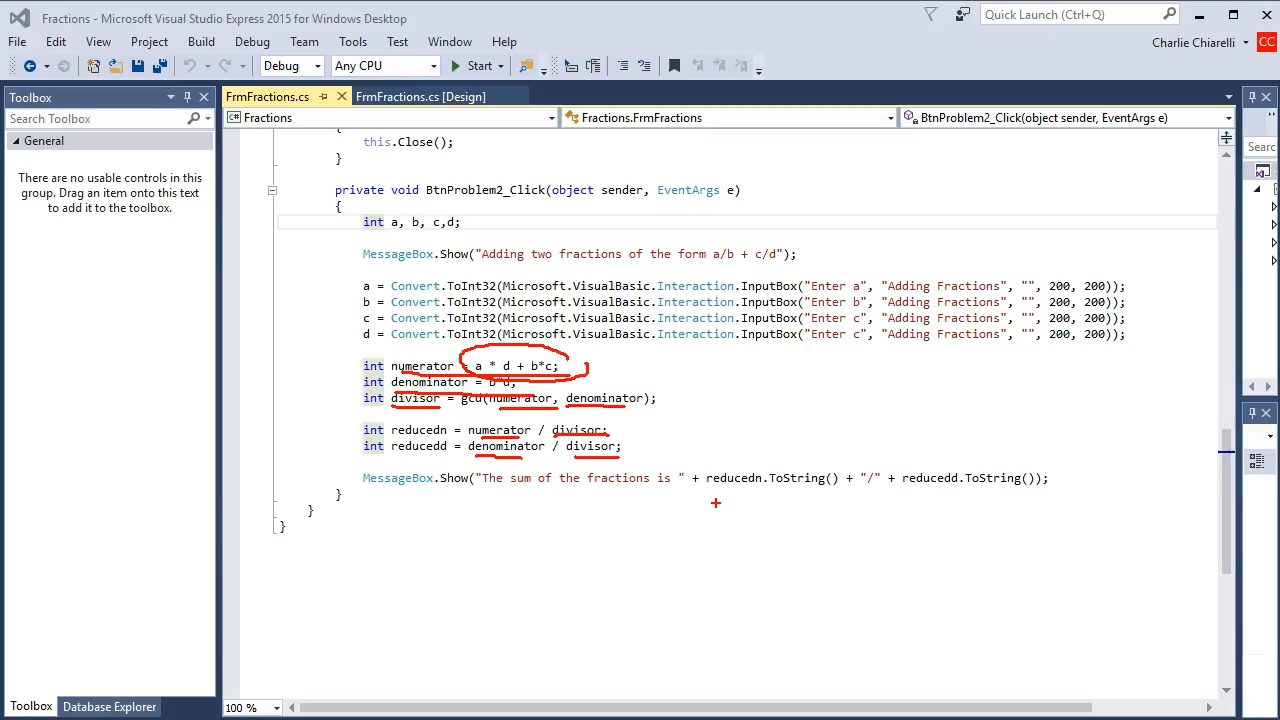 Fractions - Microsoft Visual Studio Express 2015 for Windows Desktop
Quick Launch (Ctrl+Q)
File Edit View Project Build Debug Team Tools Test Window Help
Charlie Chiarelli CC
Debug Any CPU Start
Toolbox
FrmFractions.cs FrmFractions.cs [Design]
Search Toolbox
Fractions Fractions.FrmFractions BtnProblem2_Click(object sender, EventArgs e)
General
There are no usable controls in this
group. Drag an item onto this text
to add it to the toolbox.
Searc
{
this.Close();
}
private void BtnProblem2_Click(object sender, EventArgs e)
{
int a, b, c,d;
MessageBox.Show("Adding two fractions of the form a/b + c/d");
a = Convert.ToInt32(Microsoft.VisualBasic.Interaction.InputBox("Enter a", "Adding Fractions", "", 200, 200));
b = Convert.ToInt32(Microsoft.VisualBasic.Interaction.InputBox("Enter b", "Adding Fractions", "", 200, 200));
c = Convert.ToInt32(Microsoft.VisualBasic.Interaction.InputBox("Enter c", "Adding Fractions", "", 200, 200));
d = Convert.ToInt32(Microsoft.VisualBasic.Interaction.InputBox("Enter c", "Adding Fractions", "", 200, 200));
int numerator = a * d + b*c;
int denominator = b*d;
int divisor = gcd(numerator, denominator);
int reducedn = numerator / divisor;
int reducedd = denominator / divisor;
MessageBox.Show("The sum of the fractions is " + reducedn.ToString() + "/" + reducedd.ToString());
}
}
}
Toolbox Database Explorer
100 %